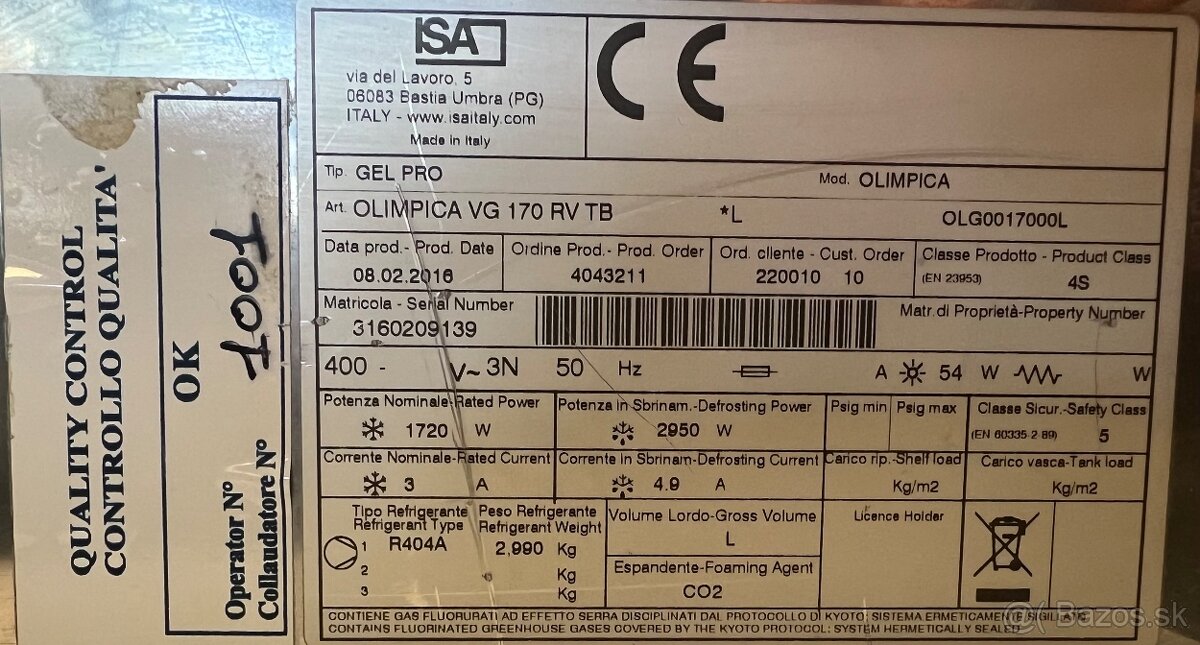 QUALITY CONTROL
CONTROLLO QUALITA'
OK
1001
Operator N°
Collaudatore N°
ISA
via del Lavoro, 5
06083 Bastia Umbra (PG)
ITALY - www.isaitaly.com
Made in Italy
CE
Tip. GEL PRO
Mod. OLIMPICA
Art. OLIMPICA VG 170 RV TB *L OLG0017000L
Data prod.- Prod. Date
08.02.2016
Ordine Prod.- Prod. Order
4043211
Ord. cliente - Cust. Order
220010 10
Classe Prodotto - Product Class
(EN 23953) 4S
Matricola - Serial Number
3160209139
Matr.di Proprietà-Property Number
400 - V~ 3N 50 Hz A 54 W W
Potenza Nominale-Rated Power
1720 W
Potenza in Sbrinam.-Defrosting Power
2950 W
Psig min
Psig max
Classe Sicur.-Safety Class
(EN 60335-2-89) 5
Corrente Nominale-Rated Current
3 A
Corrente in Sbrinam-Defrosting Current
4.9 A
Carico rip.-Shelf load
Kg/m2
Carico vasca-Tank load
Kg/m2
Tipo Refrigerante
Refrigerant Type
Peso Refrigerante
Refrigerant Weight
1 R404A 2,990 Kg
2 Kg
3 Kg
Volume Lordo-Gross Volume
L
Espandente-Foaming Agent
CO2
Licence Holder
CONTIENE GAS FLUORURATI AD EFFETTO SERRA DISCIPLINATI DAL PROTOCOLLO DI KYOTO: SISTEMA ERMETICAMENTE SIGILLATO
CONTAINS FLUORINATED GREENHOUSE GASES COVERED BY THE KYOTO PROTOCOL: SYSTEM HERMETICALLY SEALED
Bazos.sk